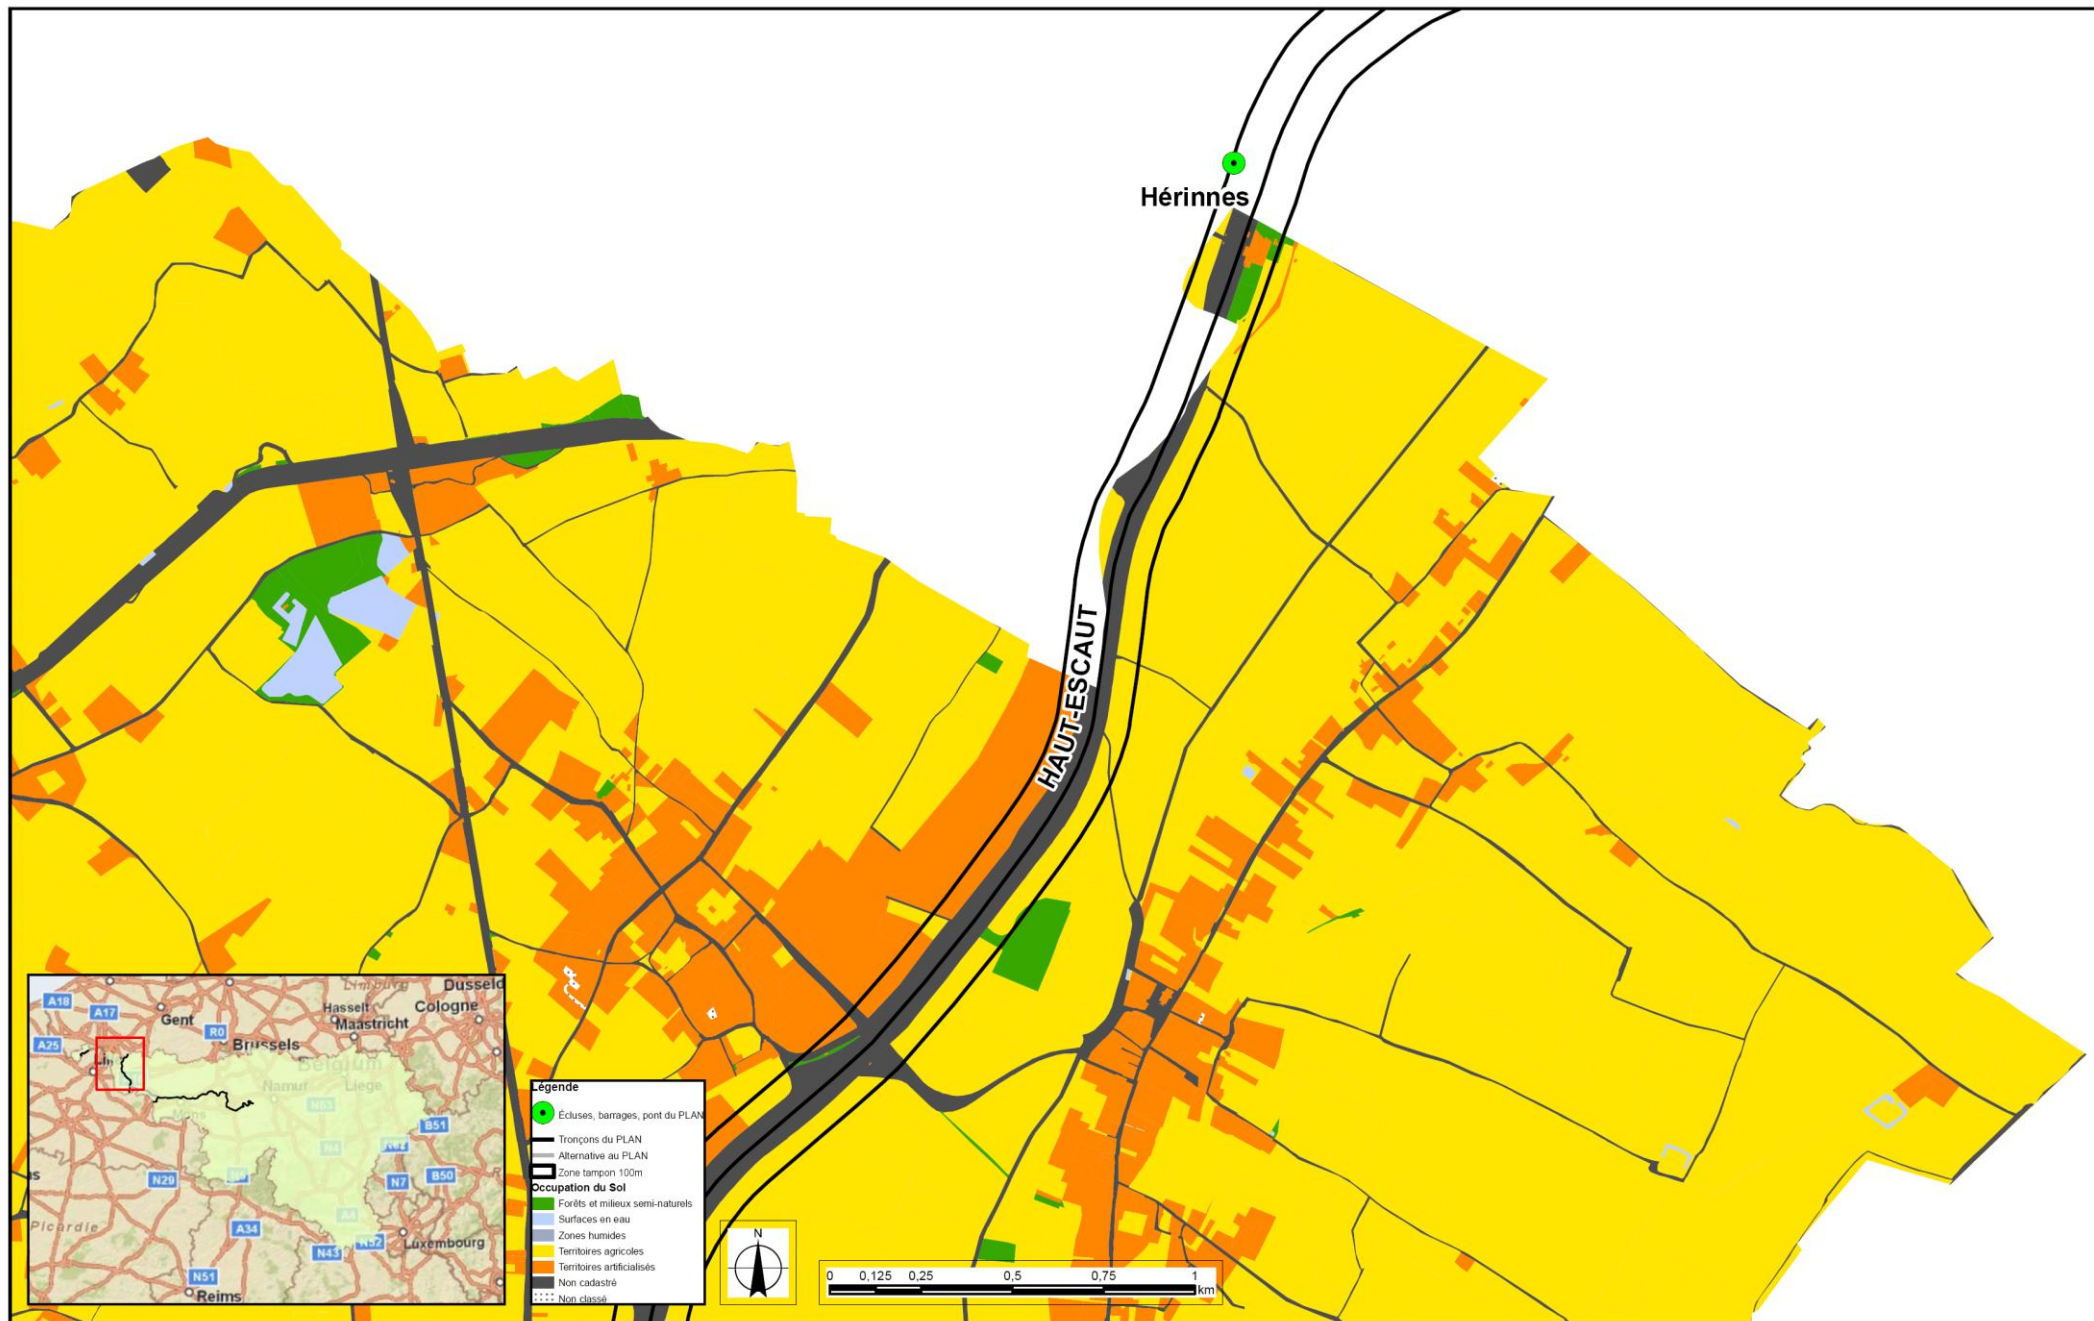 Hérinnes
HAUT-ESCAUT
Limburg
Dusseld
A18
A17
Gent
Hasselt
Cologne
Maastricht
R0
A25
Brussels
Belgium
Namur
Liege
Mons
N63
N4
B51
N7
B50
N29
A4
Picardie
A34
N43
N52
Luxembourg
N51
Reims
Légende
Écluses, barrages, pont du PLAN
Tronçons du PLAN
Alternative au PLAN
Zone tampon 100m
Occupation du Sol
Forêts et milieux semi-naturels
Surfaces en eau
Zones humides
Territoires agricoles
Territoires artificialisés
Non cadastré
Non classé
N
0 0,125 0,25 0,5 0,75 1
km